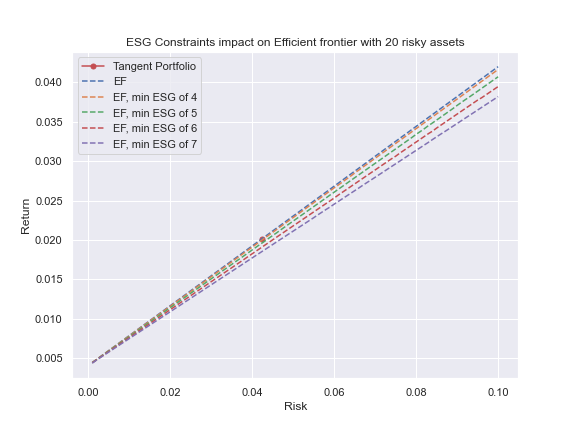 ESG Constraints impact on Efficient frontier with 20 risky assets
Tangent Portfolio
EF
EF, min ESG of 4
EF, min ESG of 5
EF, min ESG of 6
EF, min ESG of 7
0.040
0.035
0.030
0.025
0.020
0.015
0.010
0.005
Return
0.00 0.02 0.04 0.06 0.08 0.10
Risk